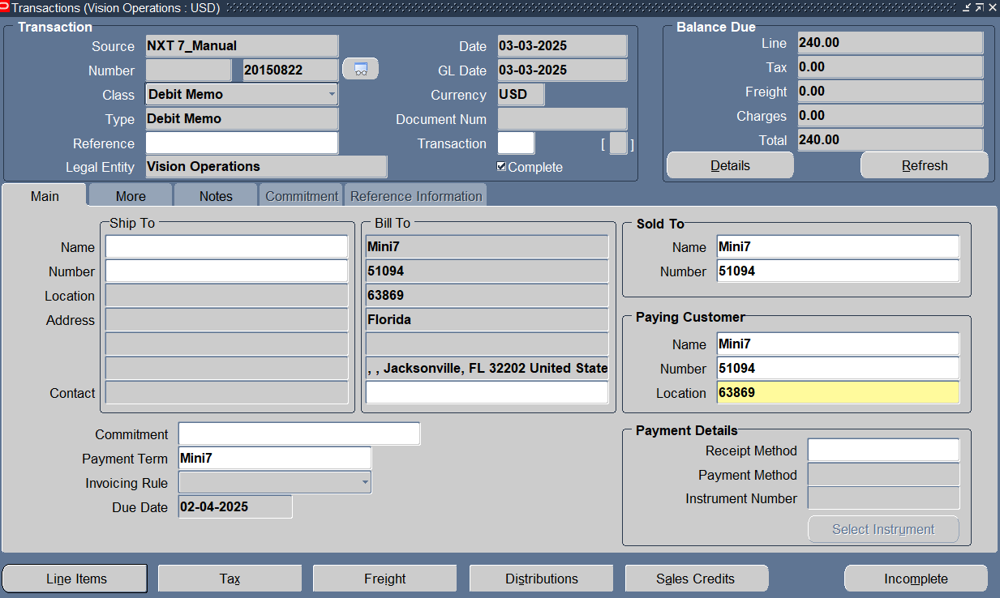 Transactions (Vision Operations : USD)
Transaction
Source NXT 7_Manual
Number 20150822
Class Debit Memo
Type Debit Memo
Reference
Legal Entity Vision Operations
Date 03-03-2025
GL Date 03-03-2025
Currency USD
Document Num
Transaction [ ]
Complete
Balance Due
Line 240.00
Tax 0.00
Freight 0.00
Charges 0.00
Total 240.00
Details Refresh
Main More Notes Commitment Reference Information
Ship To
Name
Number
Location
Address
Contact
Bill To
Mini7
51094
63869
Florida
, , Jacksonville, FL 32202 United State
Sold To
Name Mini7
Number 51094
Paying Customer
Name Mini7
Number 51094
Location 63869
Commitment
Payment Term Mini7
Invoicing Rule
Due Date 02-04-2025
Payment Details
Receipt Method
Payment Method
Instrument Number
Select Instrument
Line Items Tax Freight Distributions Sales Credits Incomplete